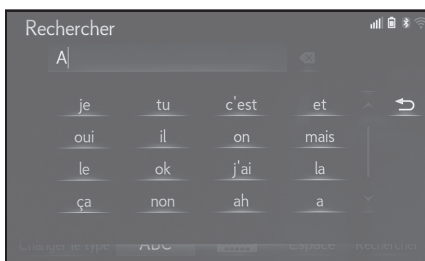 Rechercher
A
je tu c'est et
oui il on mais
le ok j'ai la
ça non ah a
Changer le type ABC Espace Rechercher